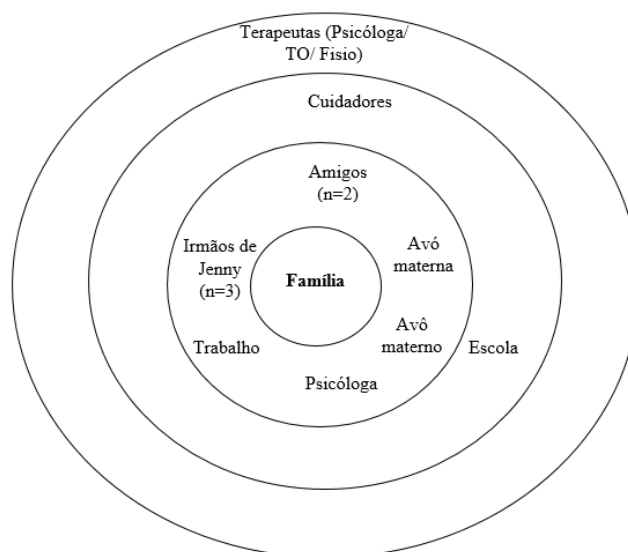 Terapeutas (Psicóloga/
TO/ Fisio)
Cuidadores
Amigos
(n=2)
Irmãos de
Jenny
(n=3)
Família
Avó
materna
Avô
materno
Trabalho
Escola
Psicóloga